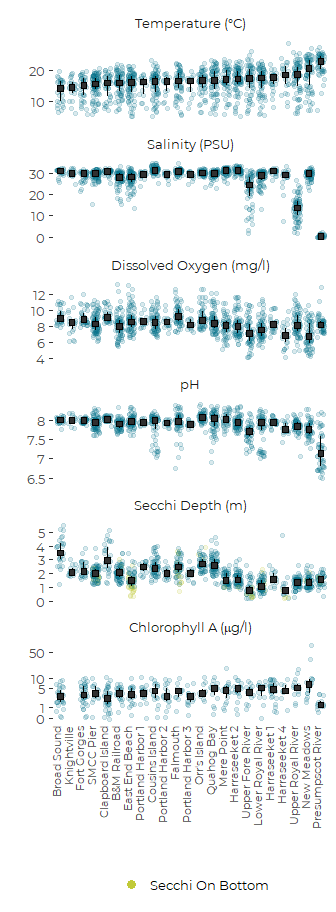 Temperature (°C)
20
10
Salinity (PSU)
30
20
10
0
Dissolved Oxygen (mg/l)
12
10
8
6
4
pH
8
7.5
7
6.5
Secchi Depth (m)
5
4
3
2
1
0
Chlorophyll A (µg/l)
50
10
5
1
0
Broad Sound
Knightville
Fort Gorges
SMCC Pier
Clapboard Island
B&M Railroad
East End Beach
Portland Harbor 1
Cousins Island
Portland Harbor 2
Falmouth
Portland Harbor 3
Orr's Island
Quahog Bay
Mere Point
Harraseeket 2
Upper Fore River
Lower Royal River
Harraseeket 1
Harraseeket 4
Upper Royal River
New Meadows
Presumpscot River
Secchi On Bottom